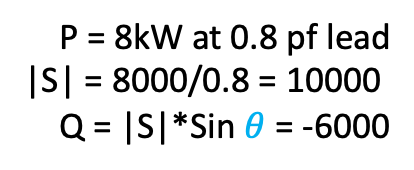 P = 8kW at 0.8 pf lead
|S| = 8000/0.8 = 10000
Q = |S|*Sin θ = -6000